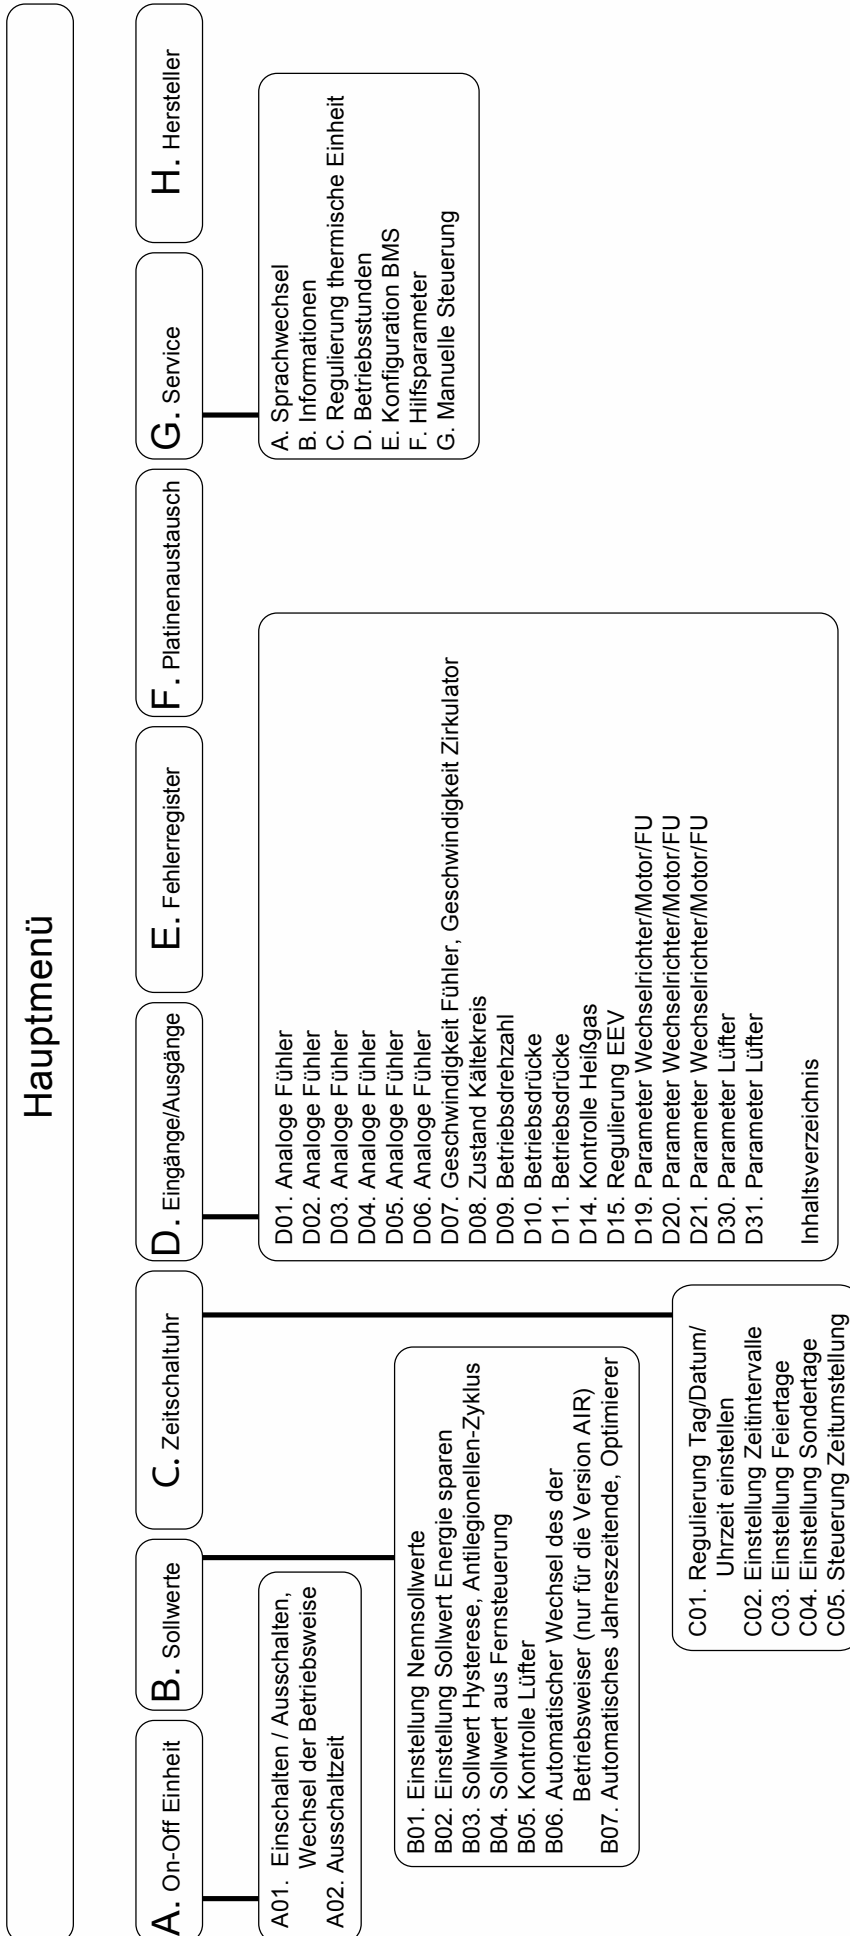 Hauptmenü
A. On-Off Einheit
B. Sollwerte
C. Zeitschaltuhr
D. Eingänge/Ausgänge
E. Fehlerregister
F. Platinenaustausch
G. Service
H. Hersteller
A01. Einschalten / Ausschalten,
Wechsel der Betriebsweise
A02. Ausschaltzeit
B01. Einstellung Nennsollwerte
B02. Einstellung Sollwert Energie sparen
B03. Sollwert Hysterese, Antilegionellen-Zyklus
B04. Sollwert aus Fernsteuerung
B05. Kontrolle Lüfter
B06. Automatischer Wechsel des der
Betriebsweiser (nur für die Version AIR)
B07. Automatisches Jahreszeitende, Optimierer
C01. Regulierung Tag/Datum/
Uhrzeit einstellen
C02. Einstellung Zeitintervalle
C03. Einstellung Feiertage
C04. Einstellung Sondertage
C05. Steuerung Zeitumstellung
D01. Analoge Fühler
D02. Analoge Fühler
D03. Analoge Fühler
D04. Analoge Fühler
D05. Analoge Fühler
D06. Analoge Fühler
D07. Geschwindigkeit Fühler, Geschwindigkeit Zirkulator
D08. Zustand Kältekreis
D09. Betriebsdrehzahl
D10. Betriebsdrücke
D11. Betriebsdrücke
D14. Kontrolle Heißgas
D15. Regulierung EEV
D19. Parameter Wechselrichter/Motor/FU
D20. Parameter Wechselrichter/Motor/FU
D21. Parameter Wechselrichter/Motor/FU
D30. Parameter Lüfter
D31. Parameter Lüfter
Inhaltsverzeichnis
A. Sprachwechsel
B. Informationen
C. Regulierung thermische Einheit
D. Betriebsstunden
E. Konfiguration BMS
F. Hilfsparameter
G. Manuelle Steuerung